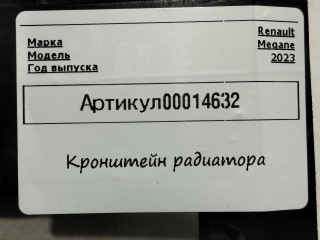 Марка Renault
Модель Megane
Год выпуска 2023
Артикул00014632
Кронштейн радиатора